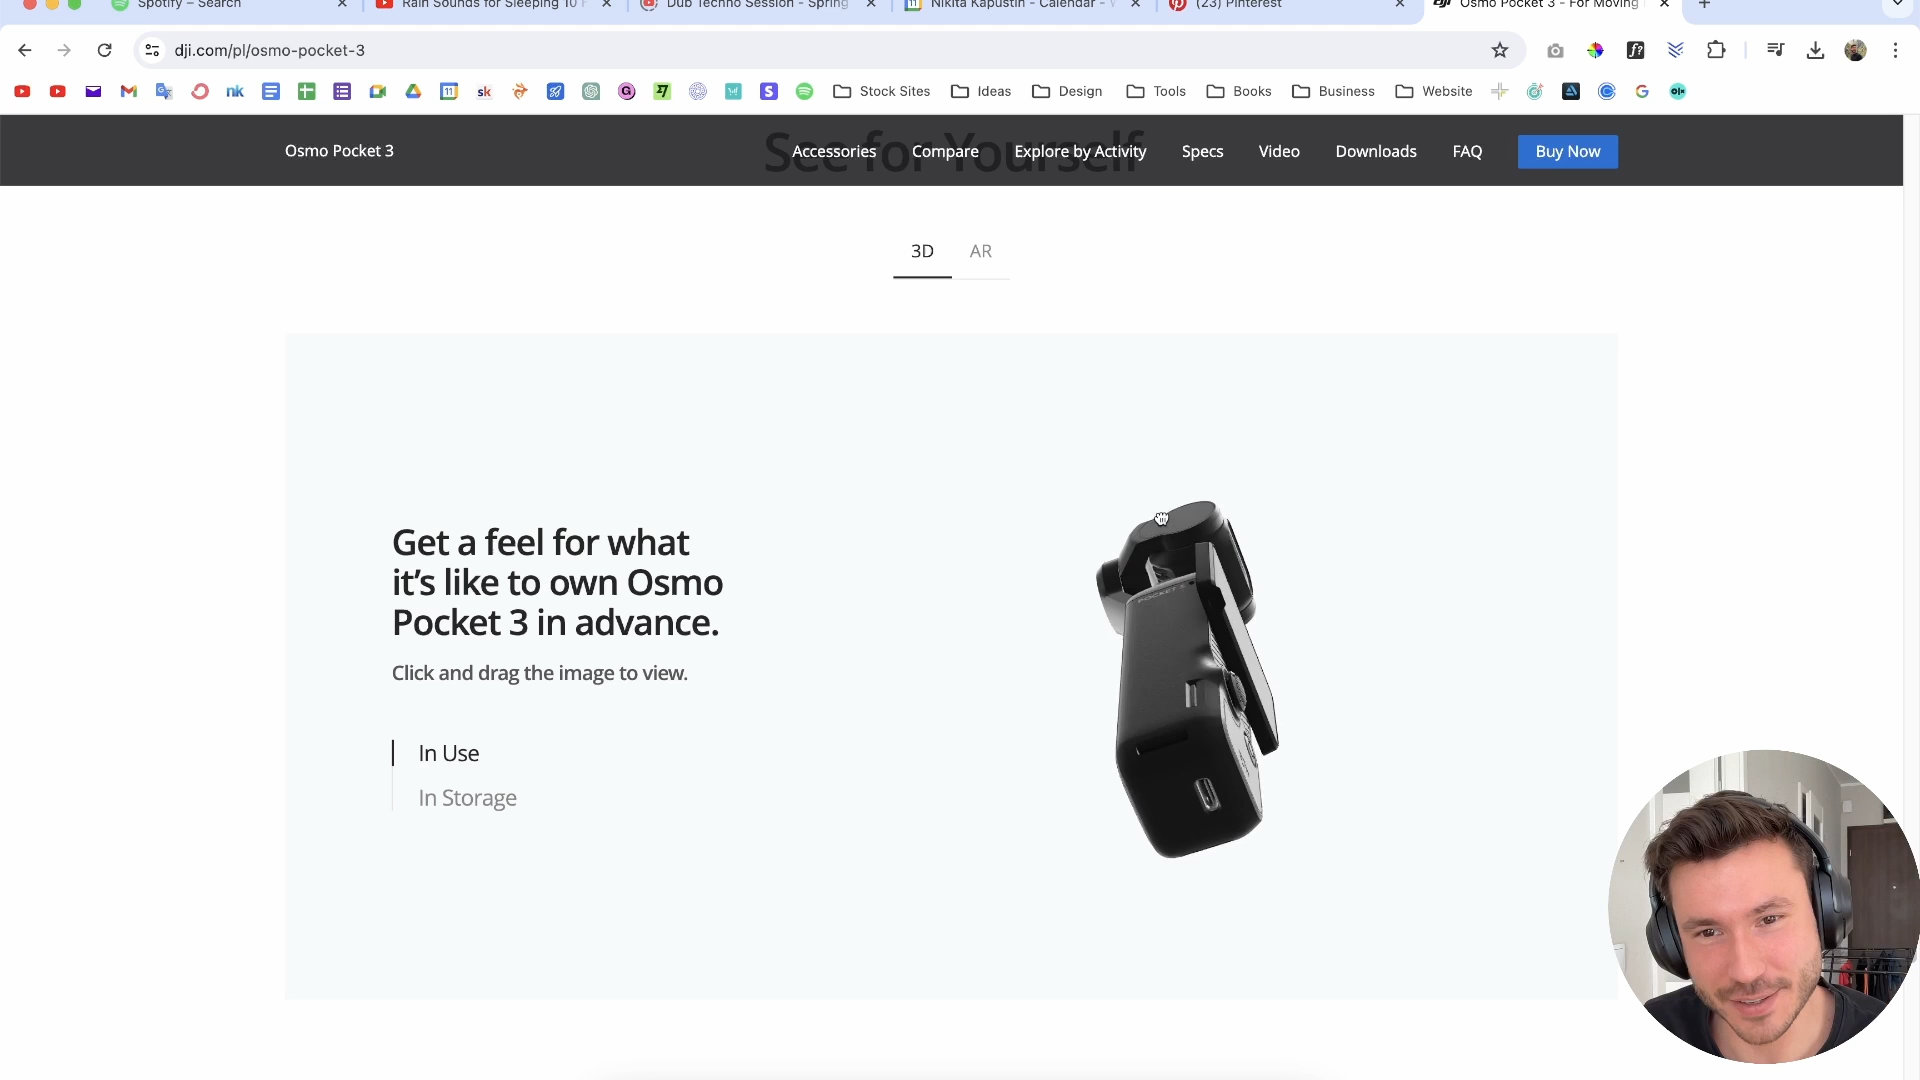 Spotify – Search
Rain Sounds for Sleeping 10
Dub Techno Session - Spring
Nikita Kapustin - Calendar -
(23) Pinterest
Osmo Pocket 3 - For Moving
dji.com/pl/osmo-pocket-3
Stock Sites
Ideas
Design
Tools
Books
Business
Website
See for Yourself
Osmo Pocket 3
Accessories
Compare
Explore by Activity
Specs
Video
Downloads
FAQ
Buy Now
3D
AR
Get a feel for what
it’s like to own Osmo
Pocket 3 in advance.
Click and drag the image to view.
In Use
In Storage